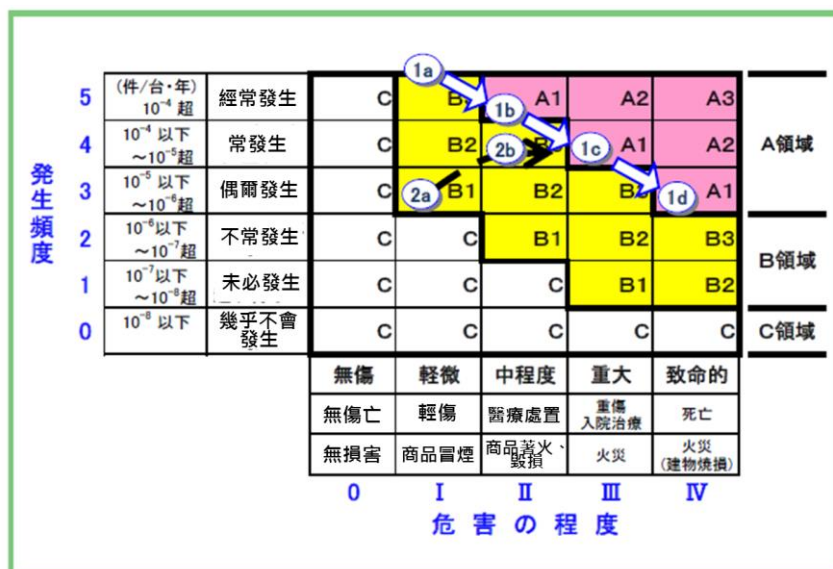 発生頻度
5 (件/台・年) 10⁻⁴ 超 經常發生 C B3 A1 A2 A3
4 10⁻⁴ 以下 ~10⁻⁵超 常發生 C B2 A1 A2
3 10⁻⁵ 以下 ~10⁻⁶超 偶爾發生 C B1 B2 A1
2 10⁻⁶以下 ~10⁻⁷超 不常發生 C C B1 B2 B3
1 10⁻⁷以下 ~10⁻⁸超 未必發生 C C C B1 B2
0 10⁻⁸ 以下 幾乎不會發生 C C C C C
1a
1b
1c
1d
2a
2b
A領域
B領域
C領域
無傷 軽微 中程度 重大 致命的
無傷亡 輕傷 醫療處置 重傷 入院治療 死亡
無損害 商品冒煙 商品著火、毀損 火災 火災 (建物焼損)
0 I II III IV
危害の程度